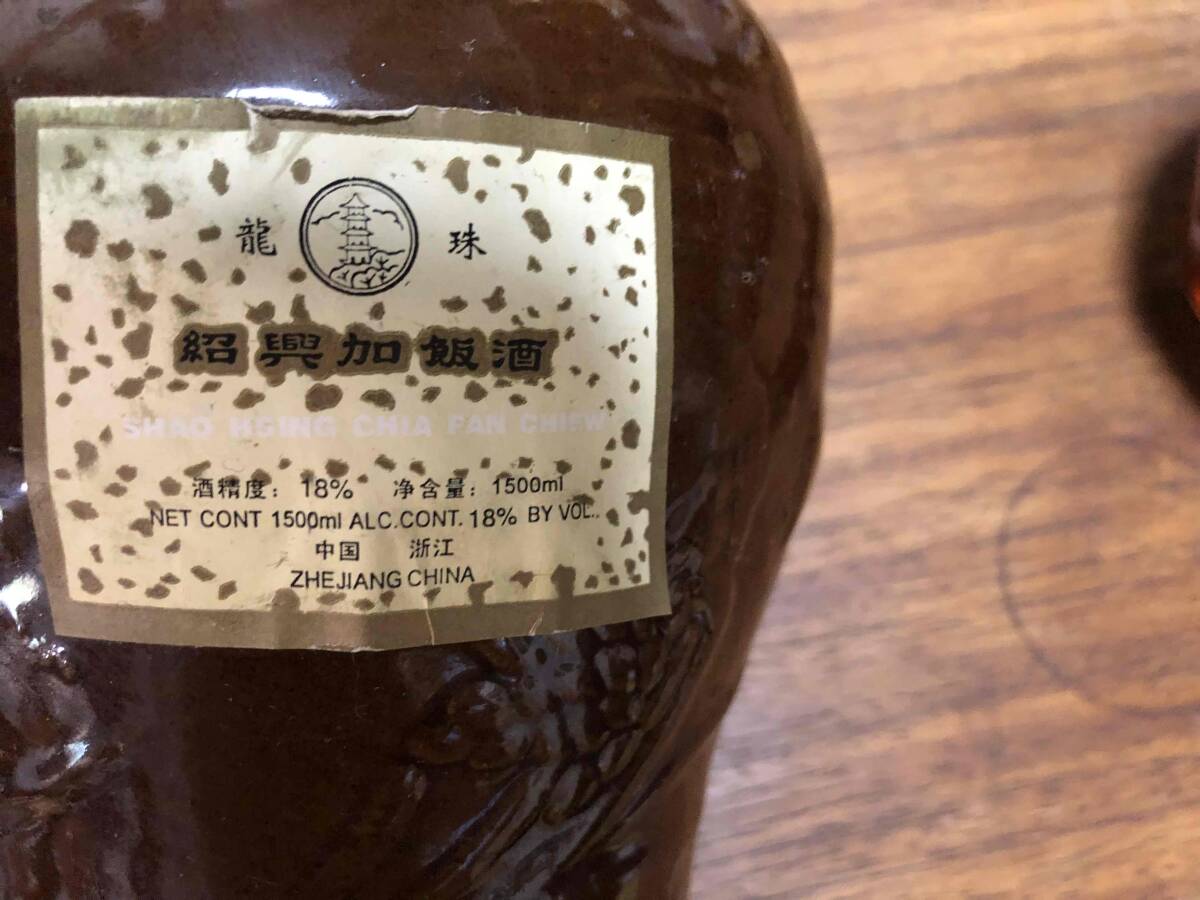 龍 珠
紹興加飯酒
SHAO HSING CHIA FAN CHIEW
酒精度：18% 净含量：1500ml
NET CONT 1500ml ALC.CONT. 18% BY VOL..
中国 浙江
ZHEJIANG CHINA